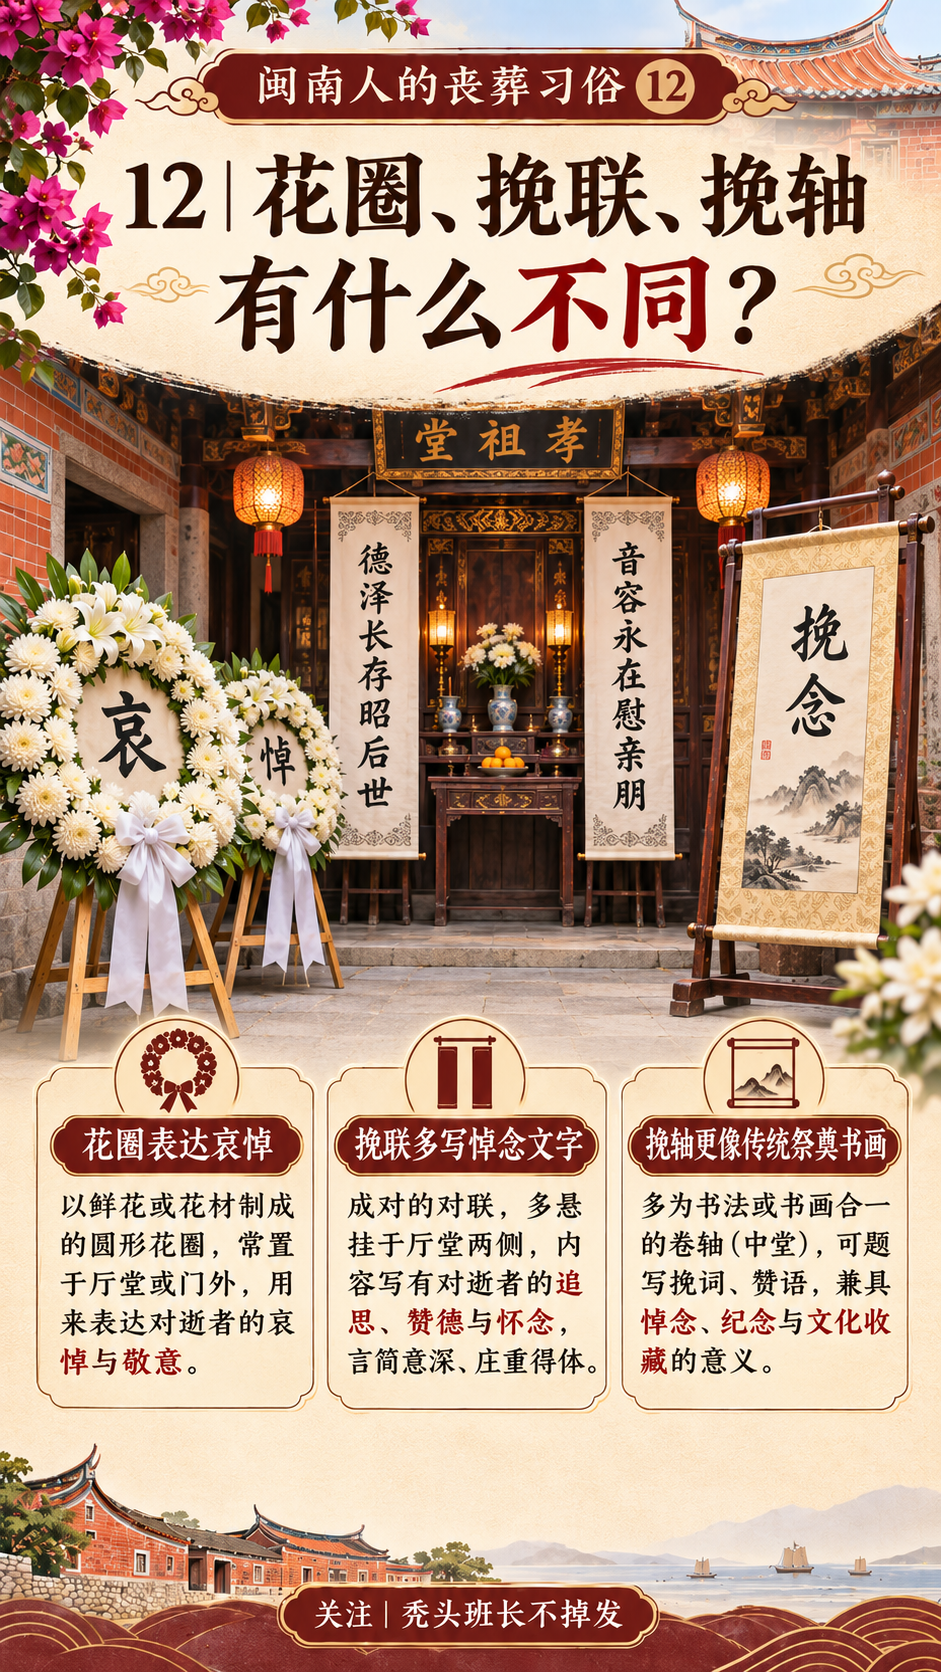 闽南人的丧葬习俗 12
12|花圈、挽联、挽轴
有什么不同?
堂祖孝
德泽长存昭后世
音容永在慰亲朋
挽念
哀
悼
花圈表达哀悼
以鲜花或花材制成
的圆形花圈，常置
于厅堂或门外，用
来表达对逝者的哀
悼与敬意。
挽联多写悼念文字
成对的对联，多悬
挂于厅堂两侧，内
容写有对逝者的追
思、赞德与怀念，
言简意深、庄重得体。
挽轴更像传统祭奠书画
多为书法或书画合一
的卷轴(中堂)，可题
写挽词、赞语，兼具
悼念、纪念与文化收
藏的意义。
关注|秃头班长不掉发